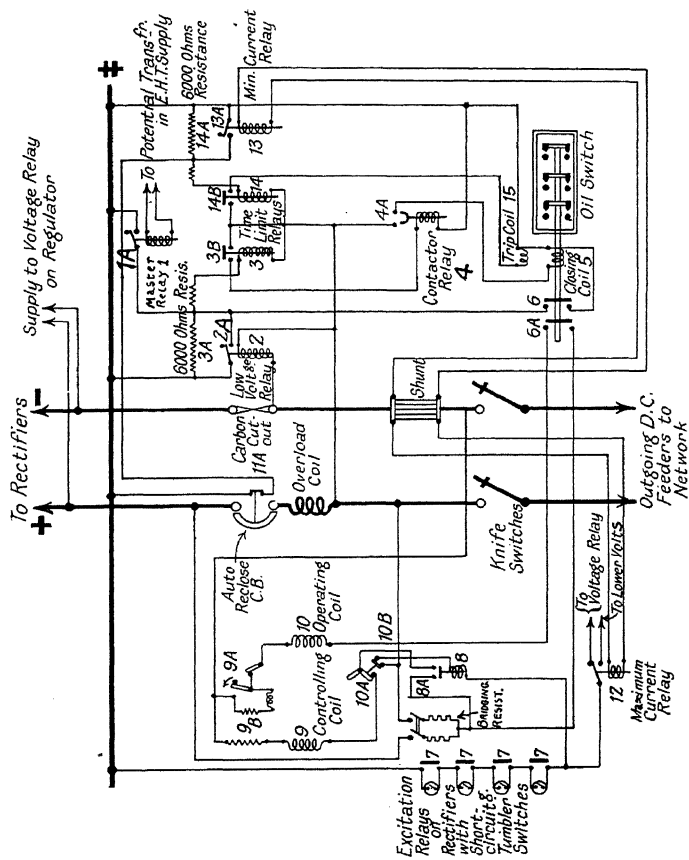 To Rectifiers
+
−
Supply to Voltage Relay
on Regulator
To Potential Transfr.
in E.H.T. Supply
6000 Ohms
Resistance
Min. Current
Relay
1A
Master
Relay 1
14A
13A
13
14B
14
Time
Limit
Relays
3B
3
6000 Ohms Resis.
3A
2A
2
Low
Volts.
Relay
Carbon
Cut-
out
11A
Overload
Coil
Auto
Reclose
C.B.
4A
Contactor
Relay
4
Trip Coil 15
Oil Switch
Closing
Coil 5
6
6A
Shunt
Knife
Switches
Outgoing D.C.
Feeders to
Network
9A
9B
10
Operating
Coil
9
Controlling
Coil
10A
10B
8A
8
Bridging
Resist.
To
Voltage Relay
To Lower Volts
12
Maximum
Current
Relay
7
7
7
7
Excitation
Relays
on
Rectifiers
with
Short-
circuitg.
Tumbler
Switches